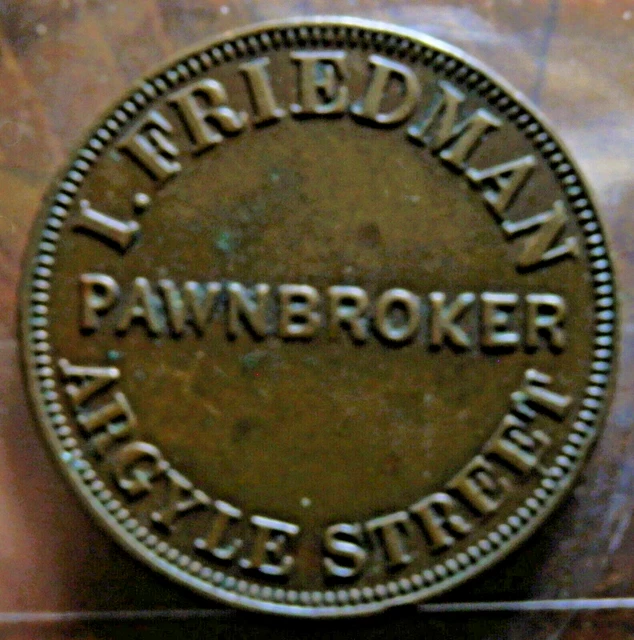 I. FRIEDMAN
PAWNBROKER
ARGYLE STREET